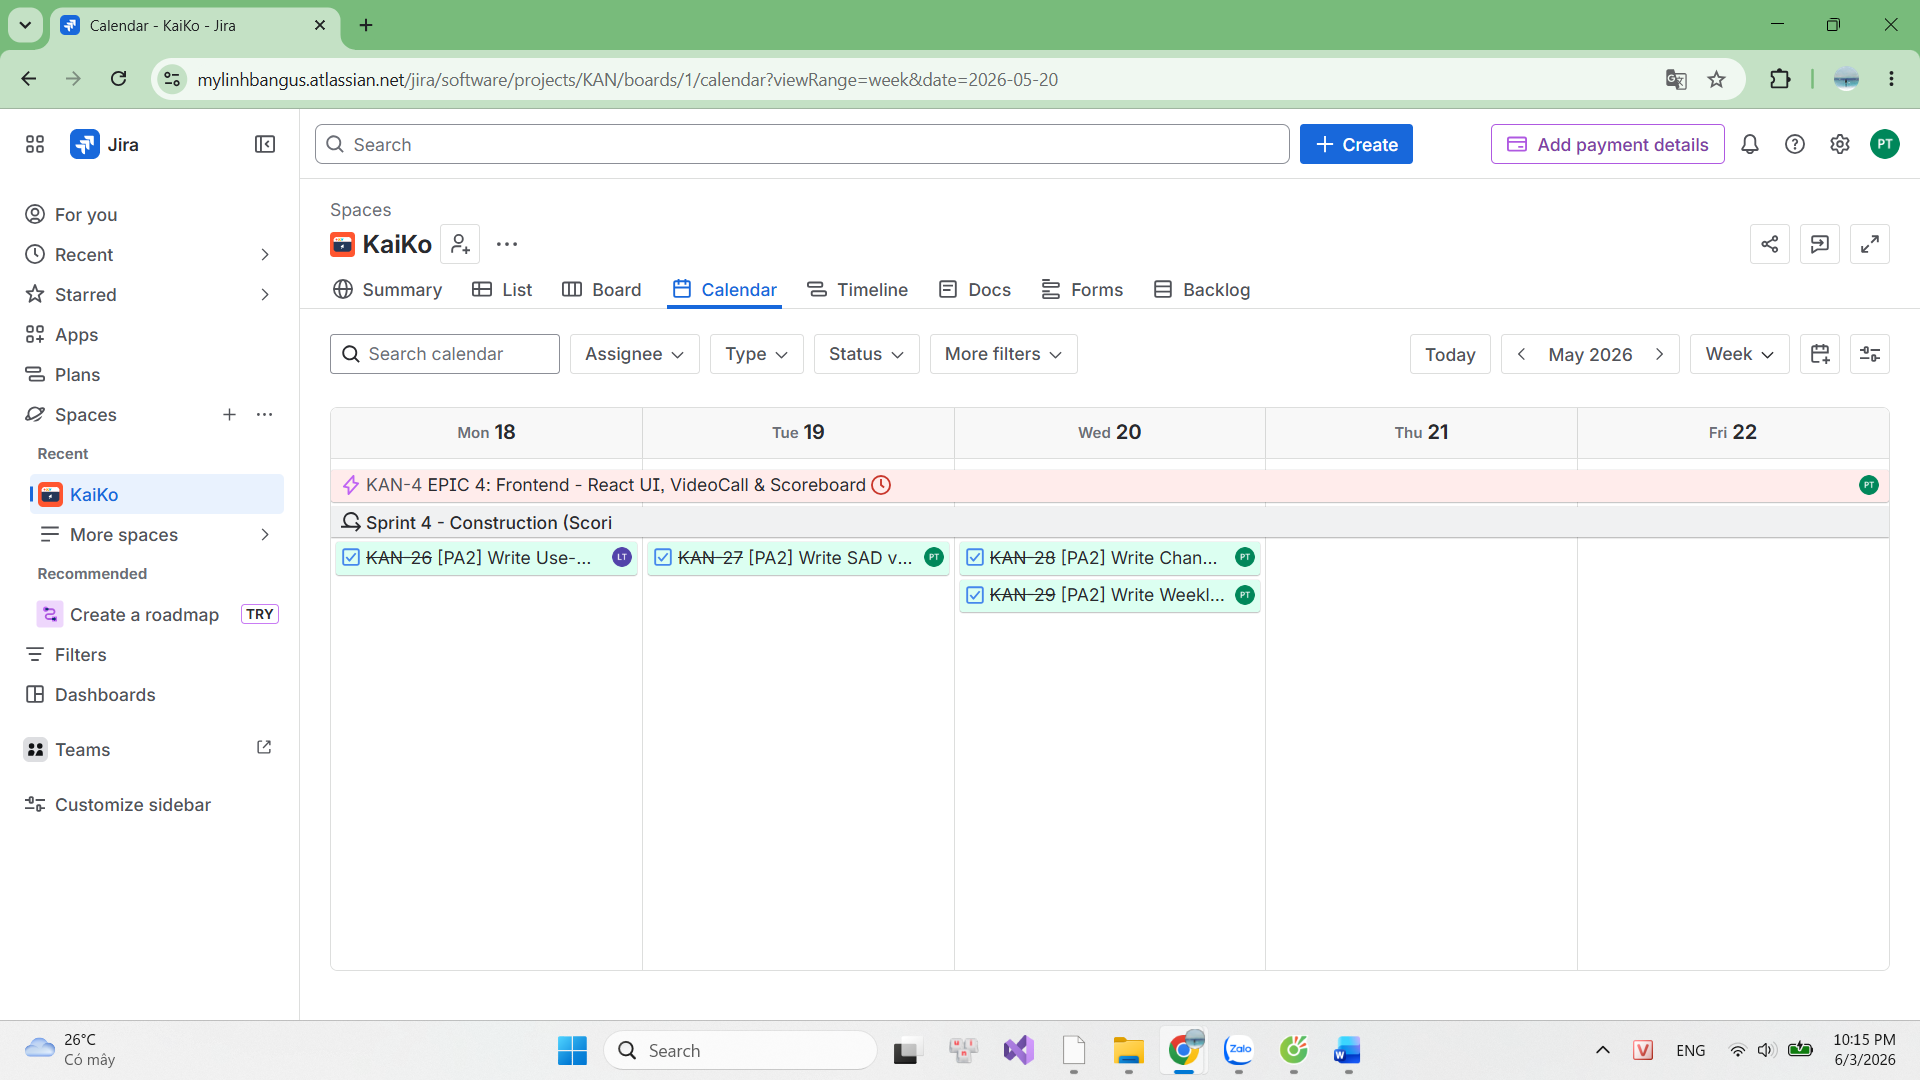 Calendar - KaiKo - Jira
mylinhbangus.atlassian.net/jira/software/projects/KAN/boards/1/calendar?viewRange=week&date=2026-05-20
Jira
Search
Create
Add payment details
PT
For you
Recent
Starred
Apps
Plans
Spaces
Recent
KaiKo
More spaces
Recommended
Create a roadmap TRY
Filters
Dashboards
Teams
Customize sidebar
Spaces
KaiKo
Summary List Board Calendar Timeline Docs Forms Backlog
Search calendar Assignee Type Status More filters Today May 2026 Week
Mon 18 Tue 19 Wed 20 Thu 21 Fri 22
KAN-4 EPIC 4: Frontend - React UI, VideoCall & Scoreboard PT
Sprint 4 - Construction (Scori
KAN-26 [PA2] Write Use-... LT
KAN-27 [PA2] Write SAD v... PT
KAN-28 [PA2] Write Chan... PT
KAN-29 [PA2] Write Weekl... PT
26°C
Có mây
Search
Zalo
W
V
ENG
10:15 PM
6/3/2026